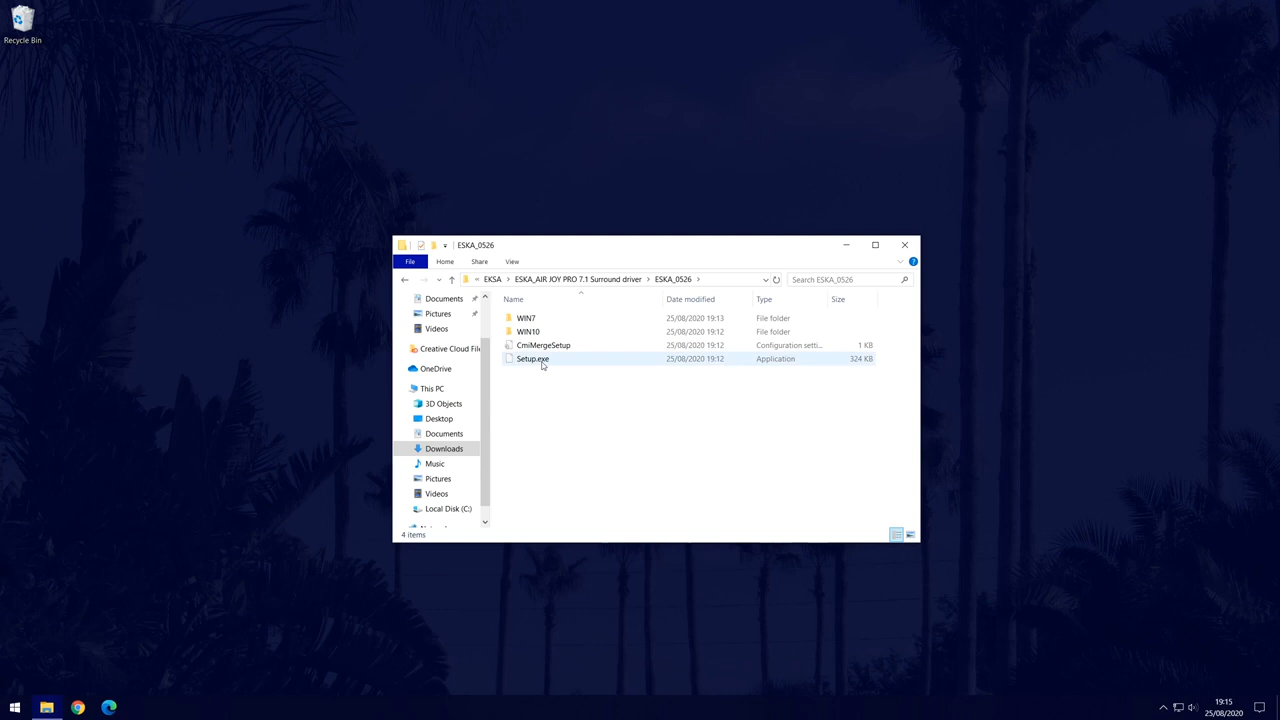 Recycle Bin
ESKA_0526
File Home Share View
« EKSA > ESKA_AIR JOY PRO 7.1 Surround driver > ESKA_0526 >
Search ESKA_0526
Name Date modified Type Size
WIN7 25/08/2020 19:13 File folder
WIN10 25/08/2020 19:12 File folder
CmiMergeSetup 25/08/2020 19:12 Configuration setti... 1 KB
Setup.exe 25/08/2020 19:12 Application 324 KB
Documents
Pictures
Videos
Creative Cloud File
OneDrive
This PC
3D Objects
Desktop
Documents
Downloads
Music
Pictures
Videos
Local Disk (C:)
4 items
19:15
25/08/2020